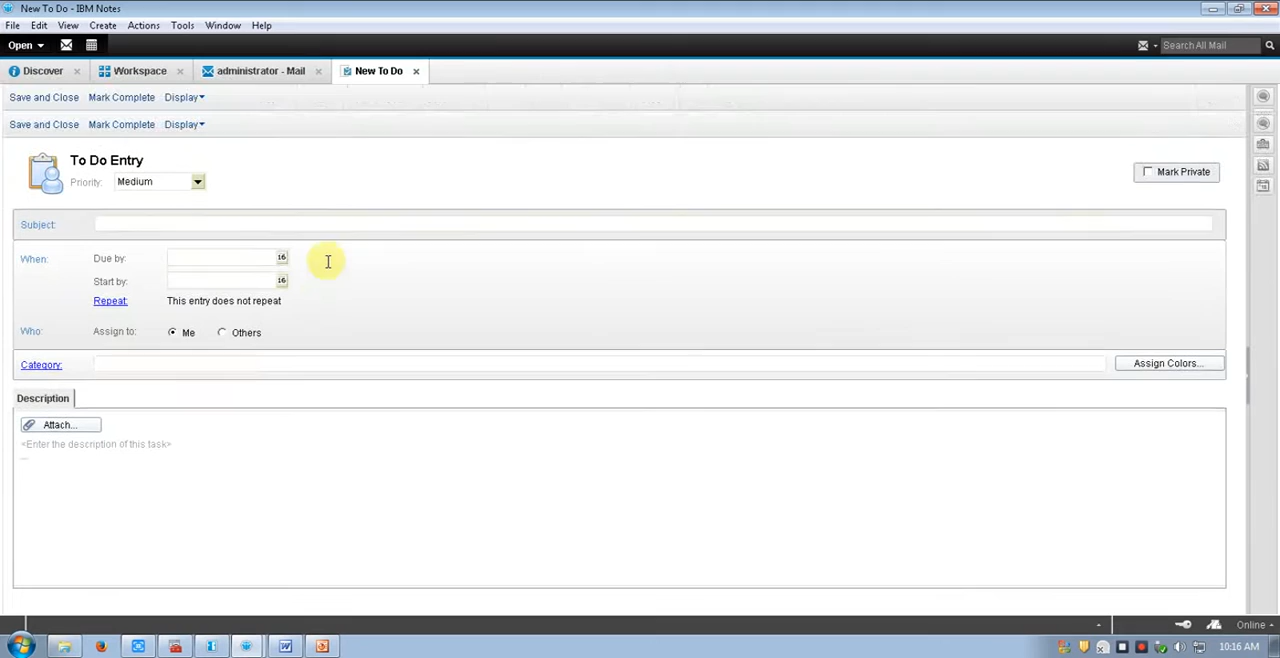 New To Do - IBM Notes
File Edit View Create Actions Tools Window Help
Open Search All Mail
Discover Workspace administrator - Mail New To Do
Save and Close Mark Complete Display
Save and Close Mark Complete Display
To Do Entry
Priority: Medium
Mark Private
Subject:
When: Due by: 16
Start by: 16
Repeat: This entry does not repeat
Who: Assign to: Me Others
Category: Assign Colors...
Description
Attach...
<Enter the description of this task>
Online
10:16 AM